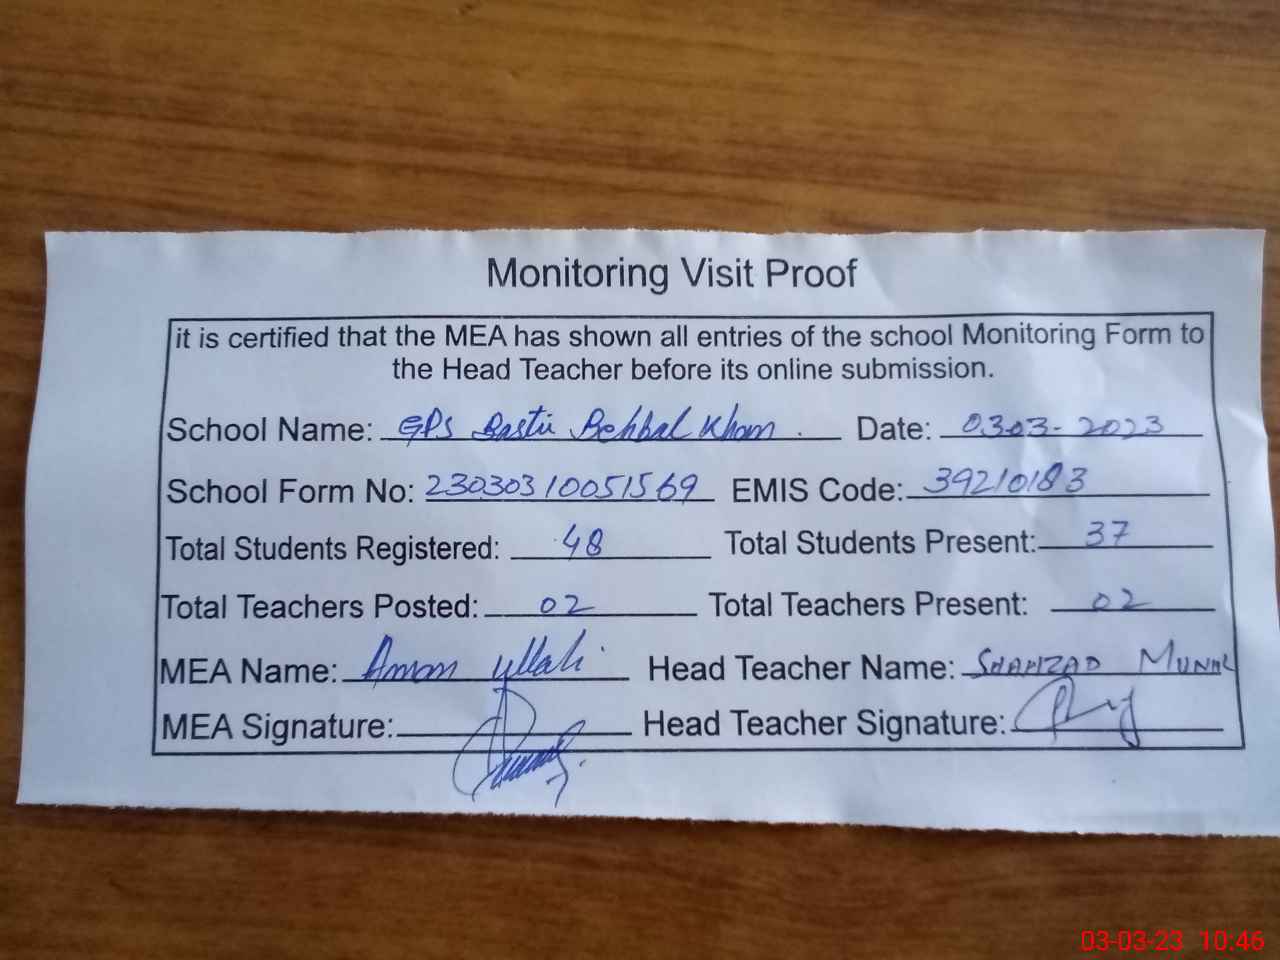 Monitoring Visit Proof
it is certified that the MEA has shown all entries of the school Monitoring Form to
the Head Teacher before its online submission.
School Name: GPS Basti Behbal Khan Date: 0303-2023
School Form No: 23030310051569 EMIS Code: 39210183
Total Students Registered: 48 Total Students Present: 37
Total Teachers Posted: 02 Total Teachers Present: 02
MEA Name: Aman ullah Head Teacher Name: SHAHZAD
MEA Signature: Head Teacher Signature:
03-03-23 10:46